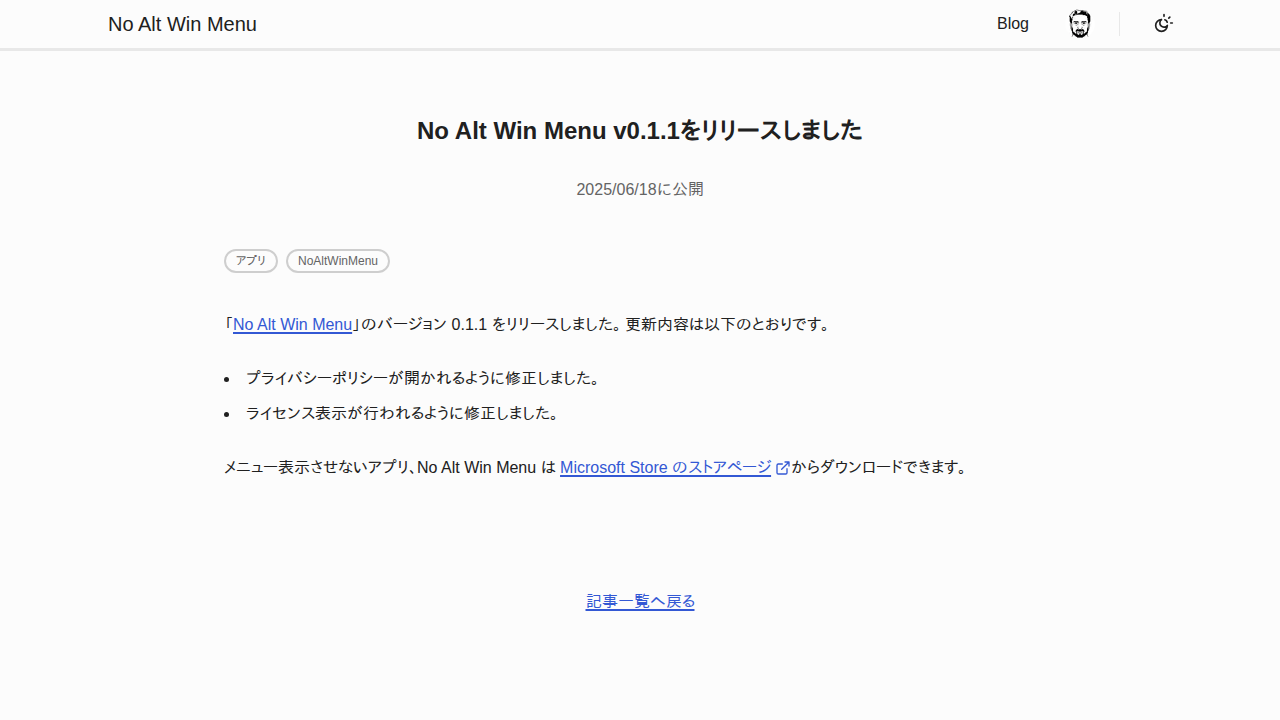 No Alt Win Menu
Blog
No Alt Win Menu v0.1.1をリリースしました
2025/06/18に公開
アプリ
NoAltWinMenu
「No Alt Win Menu」のバージョン 0.1.1 をリリースしました。更新内容は以下のとおりです。
• プライバシーポリシーが開かれるように修正しました。
• ライセンス表示が行われるように修正しました。
メニュー表示させないアプリ、No Alt Win Menu は Microsoft Store のストアページからダウンロードできます。
記事一覧へ戻る